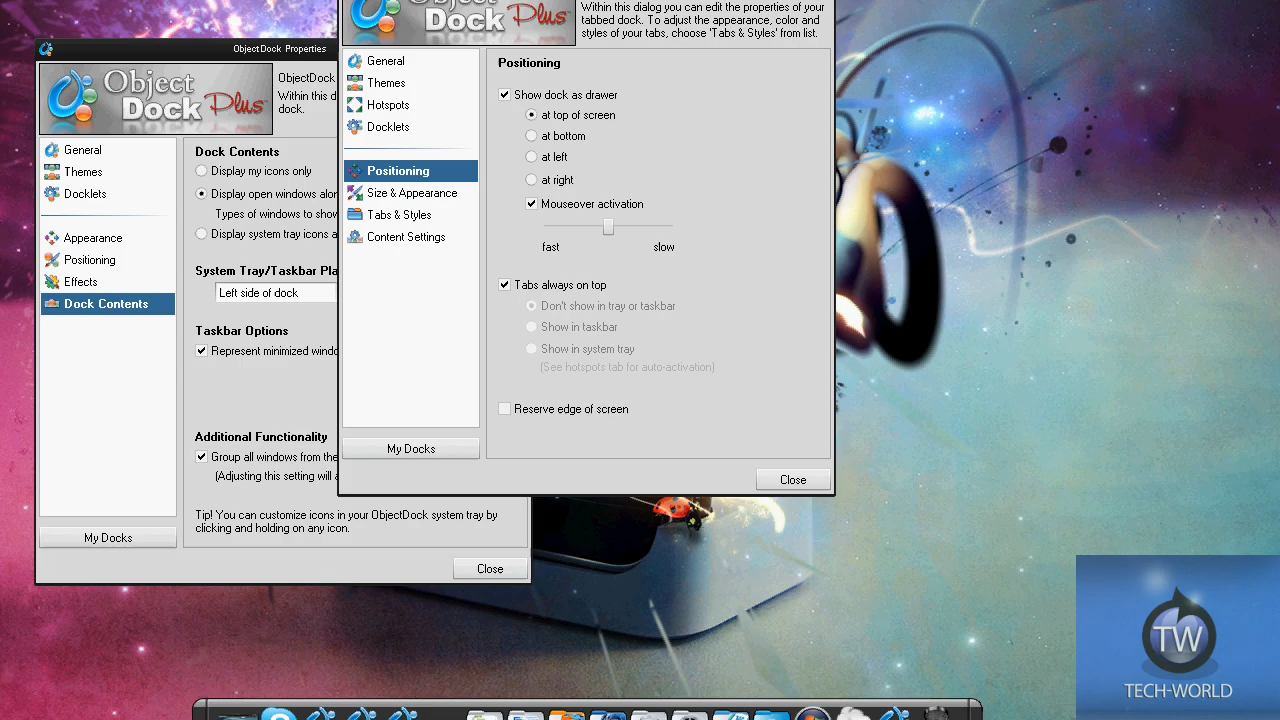 ObjectDock Properties
Object
Dock Plus
ObjectDock
Within this d
dock.
General
Themes
Docklets
Appearance
Positioning
Effects
Dock Contents
My Docks
Dock Contents
Display my icons only
Display open windows alon
Types of windows to show
Display system tray icons a
System Tray/Taskbar Pla
Left side of dock
Taskbar Options
Represent minimized windo
Additional Functionality
Group all windows from the
(Adjusting this setting will a
Tip! You can customize icons in your ObjectDock system tray by
clicking and holding on any icon.
Close
Object
Dock Plus
Within this dialog you can edit the properties of your
tabbed dock. To adjust the appearance, color and
styles of your tabs, choose 'Tabs & Styles' from list.
General
Themes
Hotspots
Docklets
Positioning
Size & Appearance
Tabs & Styles
Content Settings
My Docks
Positioning
Show dock as drawer
at top of screen
at bottom
at left
at right
Mouseover activation
fast slow
Tabs always on top
Don't show in tray or taskbar
Show in taskbar
Show in system tray
(See hotspots tab for auto-activation)
Reserve edge of screen
Close
TW
TECH-WORLD